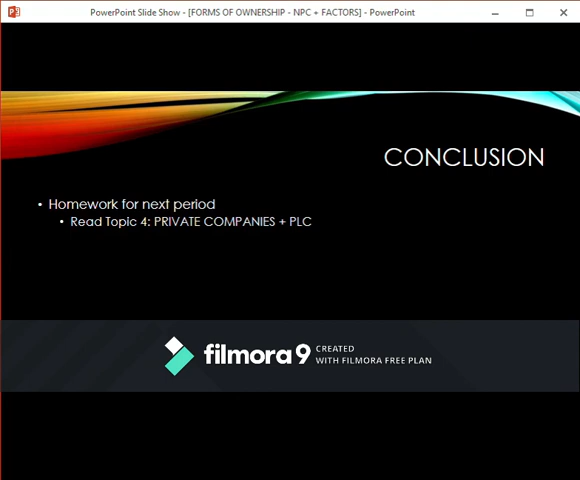 PowerPoint Slide Show - [FORMS OF OWNERSHIP - NPC + FACTORS] - PowerPoint
CONCLUSION
• Homework for next period
• Read Topic 4: PRIVATE COMPANIES + PLC
filmora 9 CREATED
WITH FILMORA FREE PLAN